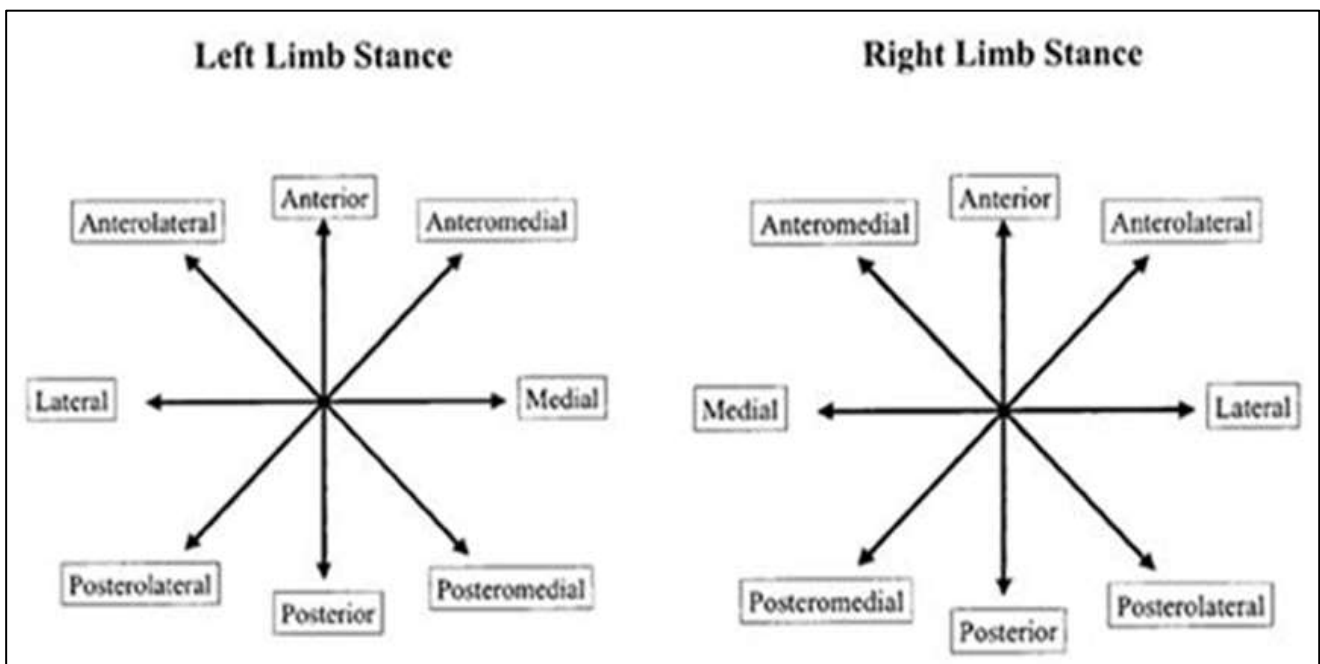 Left Limb Stance
Anterior
Anterolateral
Anteromedial
Lateral
Medial
Posterolateral
Posteromedial
Posterior
Right Limb Stance
Anterior
Anteromedial
Anterolateral
Medial
Lateral
Posteromedial
Posterolateral
Posterior